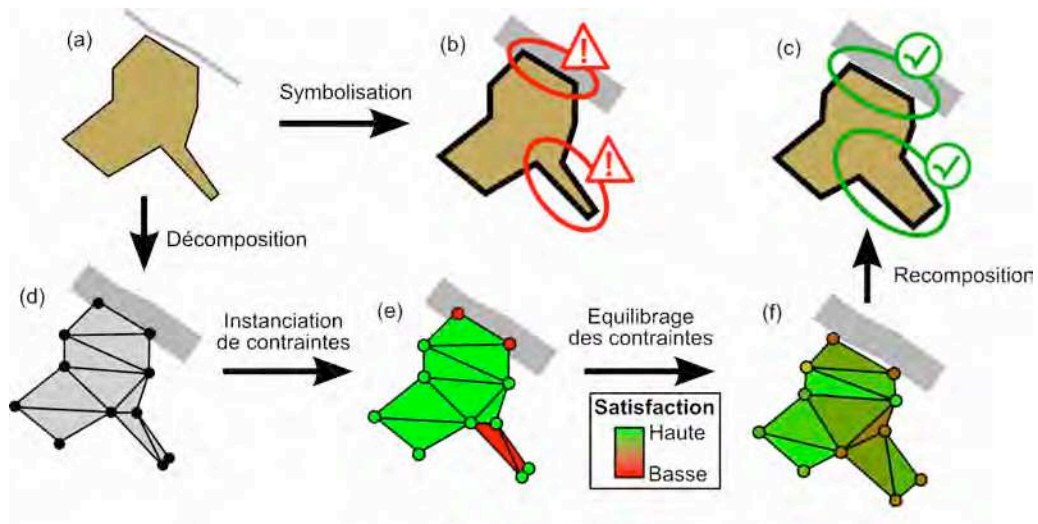 (a)
(b)
(c)
Symbolisation
!
!
Décomposition
Recomposition
(d)
(e)
(f)
Instanciation
de contraintes
Equilibrage
des contraintes
Satisfaction
Haute
Basse